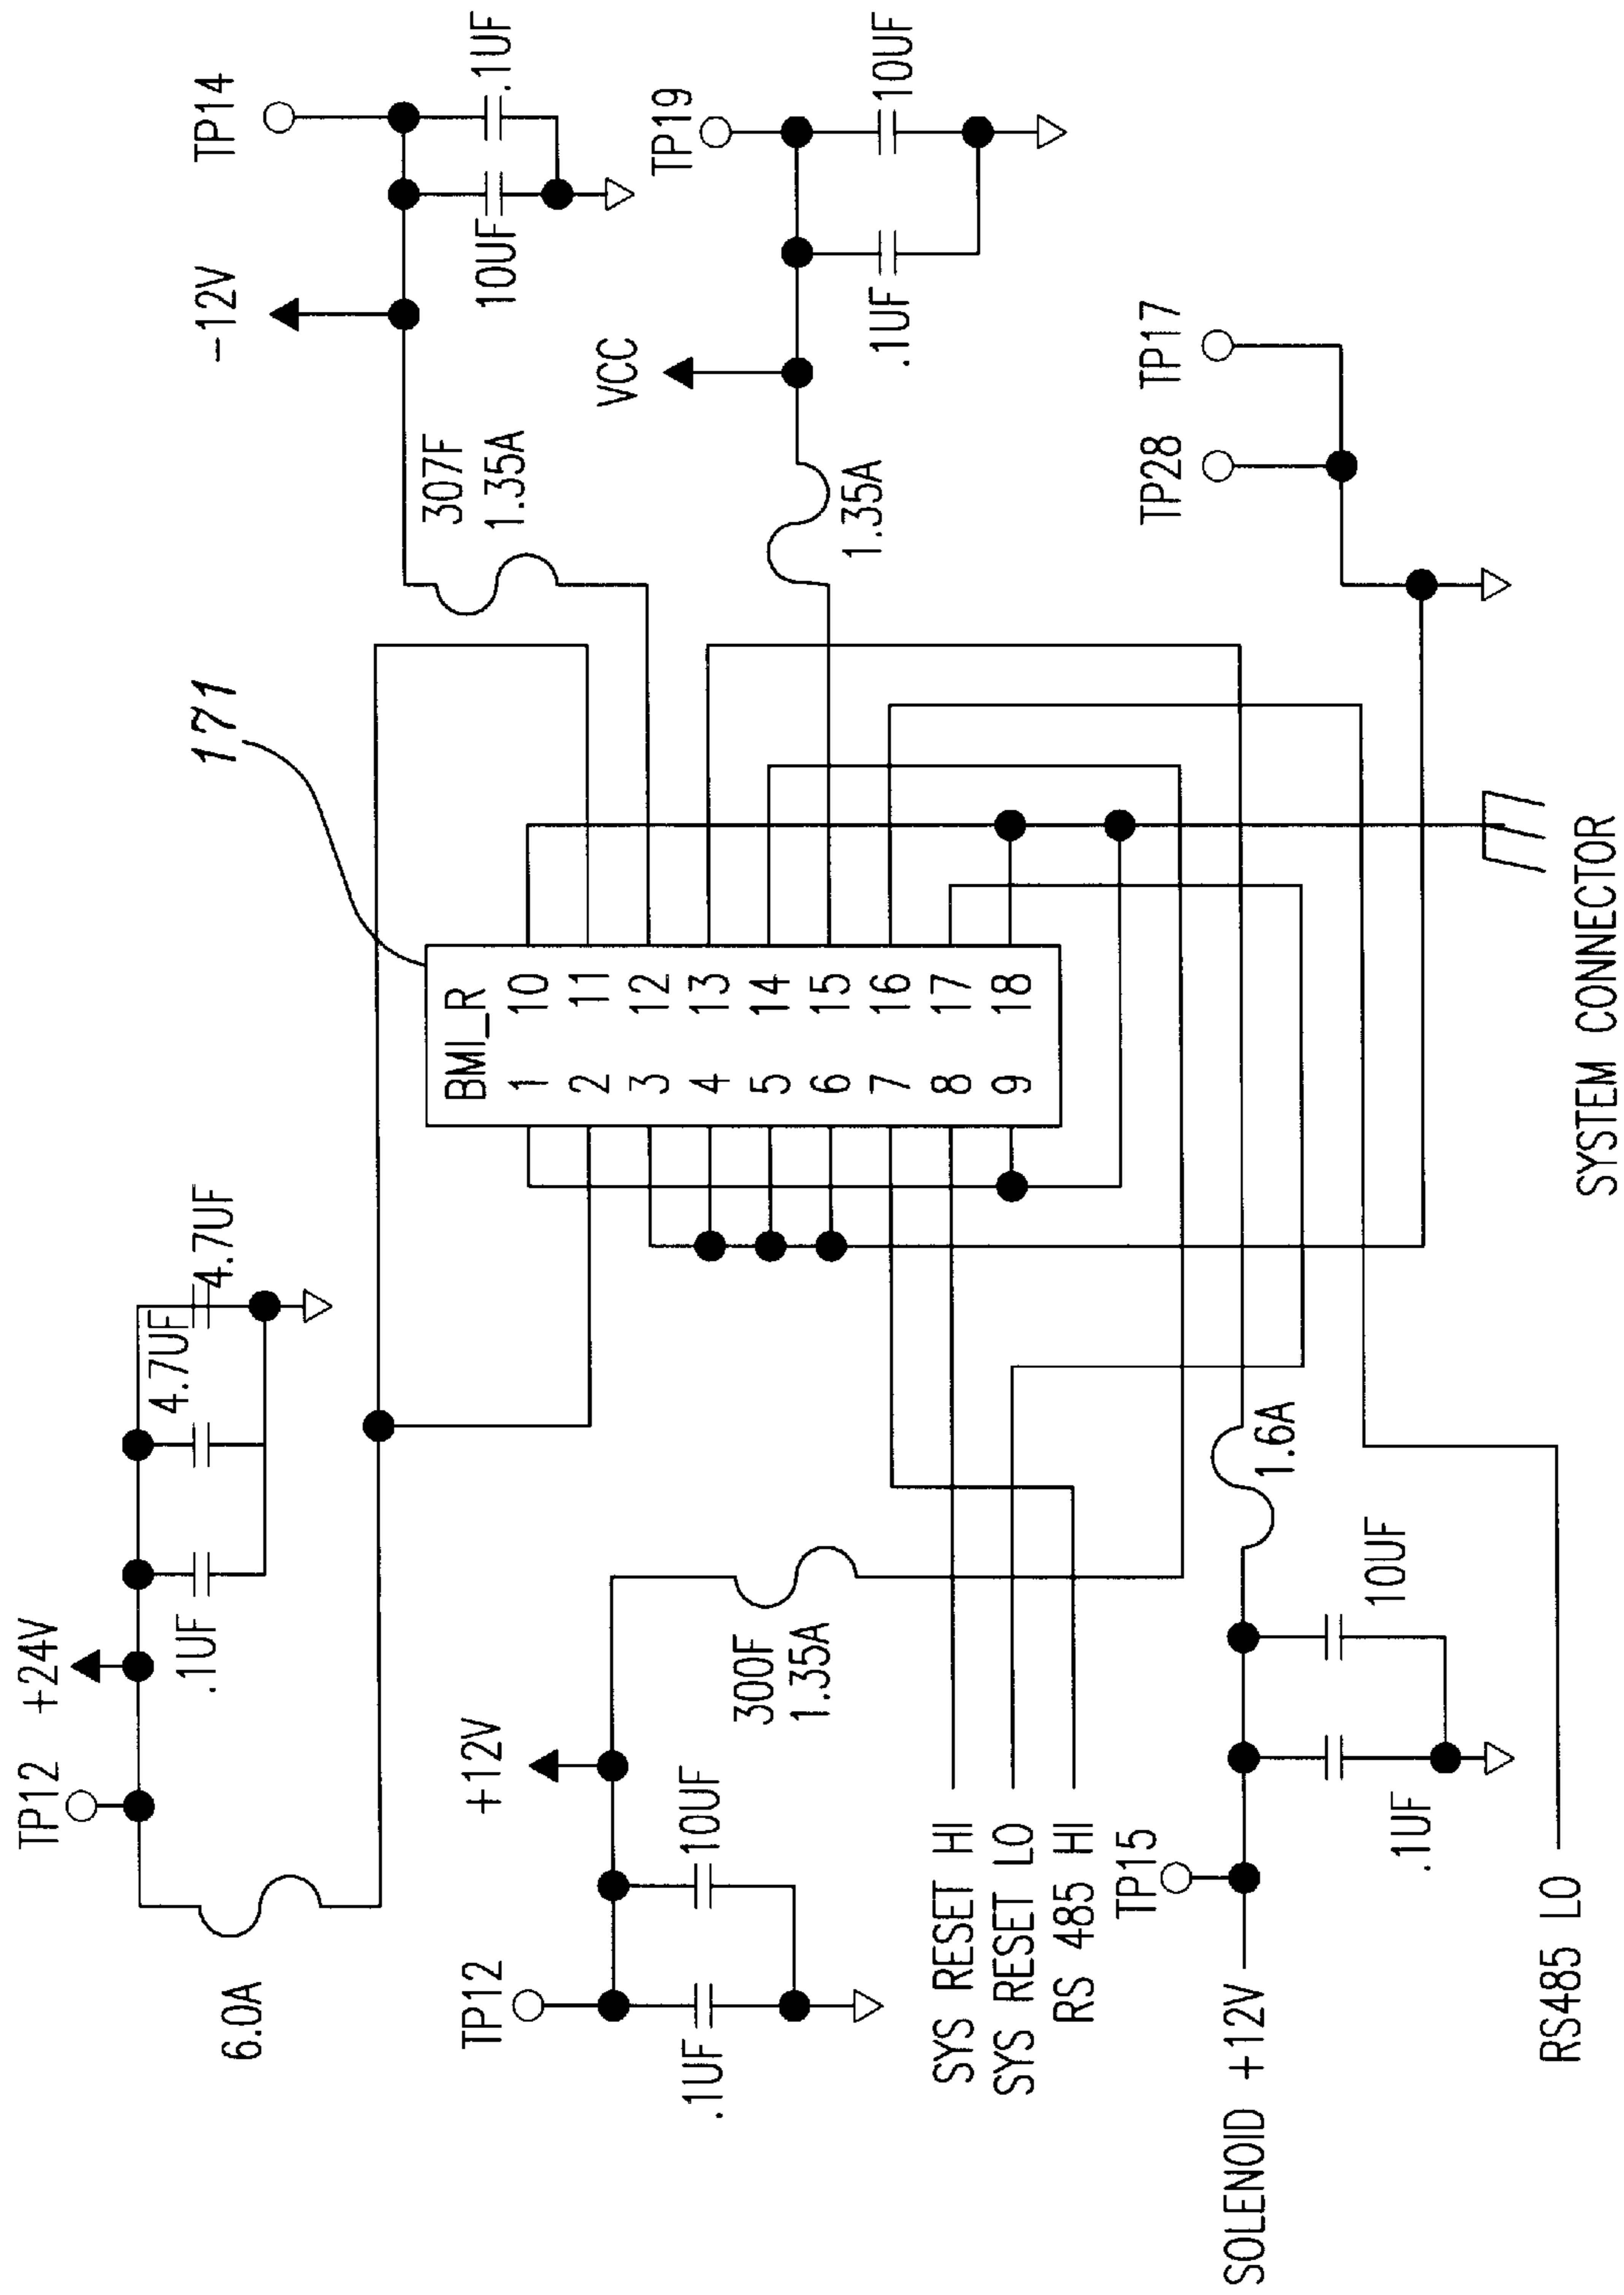 TP12
+24V
.1UF
4.7UF
4.7UF
6.0A
171
-12V
TP14
10UF
.1UF
307F
1.35A
BMI_R
1 10
2 11
3 12
4 13
5 14
6 15
7 16
8 17
9 18
TP12
+12V
.1UF
10UF
300F
1.35A
VCC
TP19
.1UF
10UF
1.35A
SYS RESET HI
SYS RESET LO
RS 485 HI
TP15
SOLENOID +12V
.1UF
10UF
1.6A
TP28
TP17
RS485 LO
SYSTEM CONNECTOR